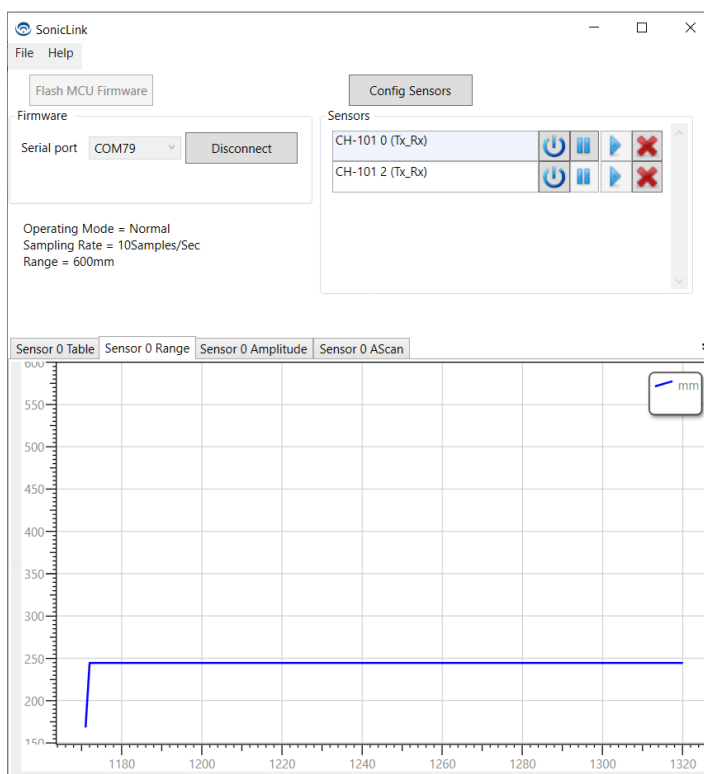 SonicLink
File Help
Flash MCU Firmware
Config Sensors
Firmware
Serial port COM79 Disconnect
Sensors
CH-101 0 (Tx_Rx)
CH-101 2 (Tx_Rx)
Operating Mode = Normal
Sampling Rate = 10Samples/Sec
Range = 600mm
Sensor 0 Table Sensor 0 Range Sensor 0 Amplitude Sensor 0 AScan
mm
600
550
500
450
400
350
300
250
200
150
1180 1200 1220 1240 1260 1280 1300 1320